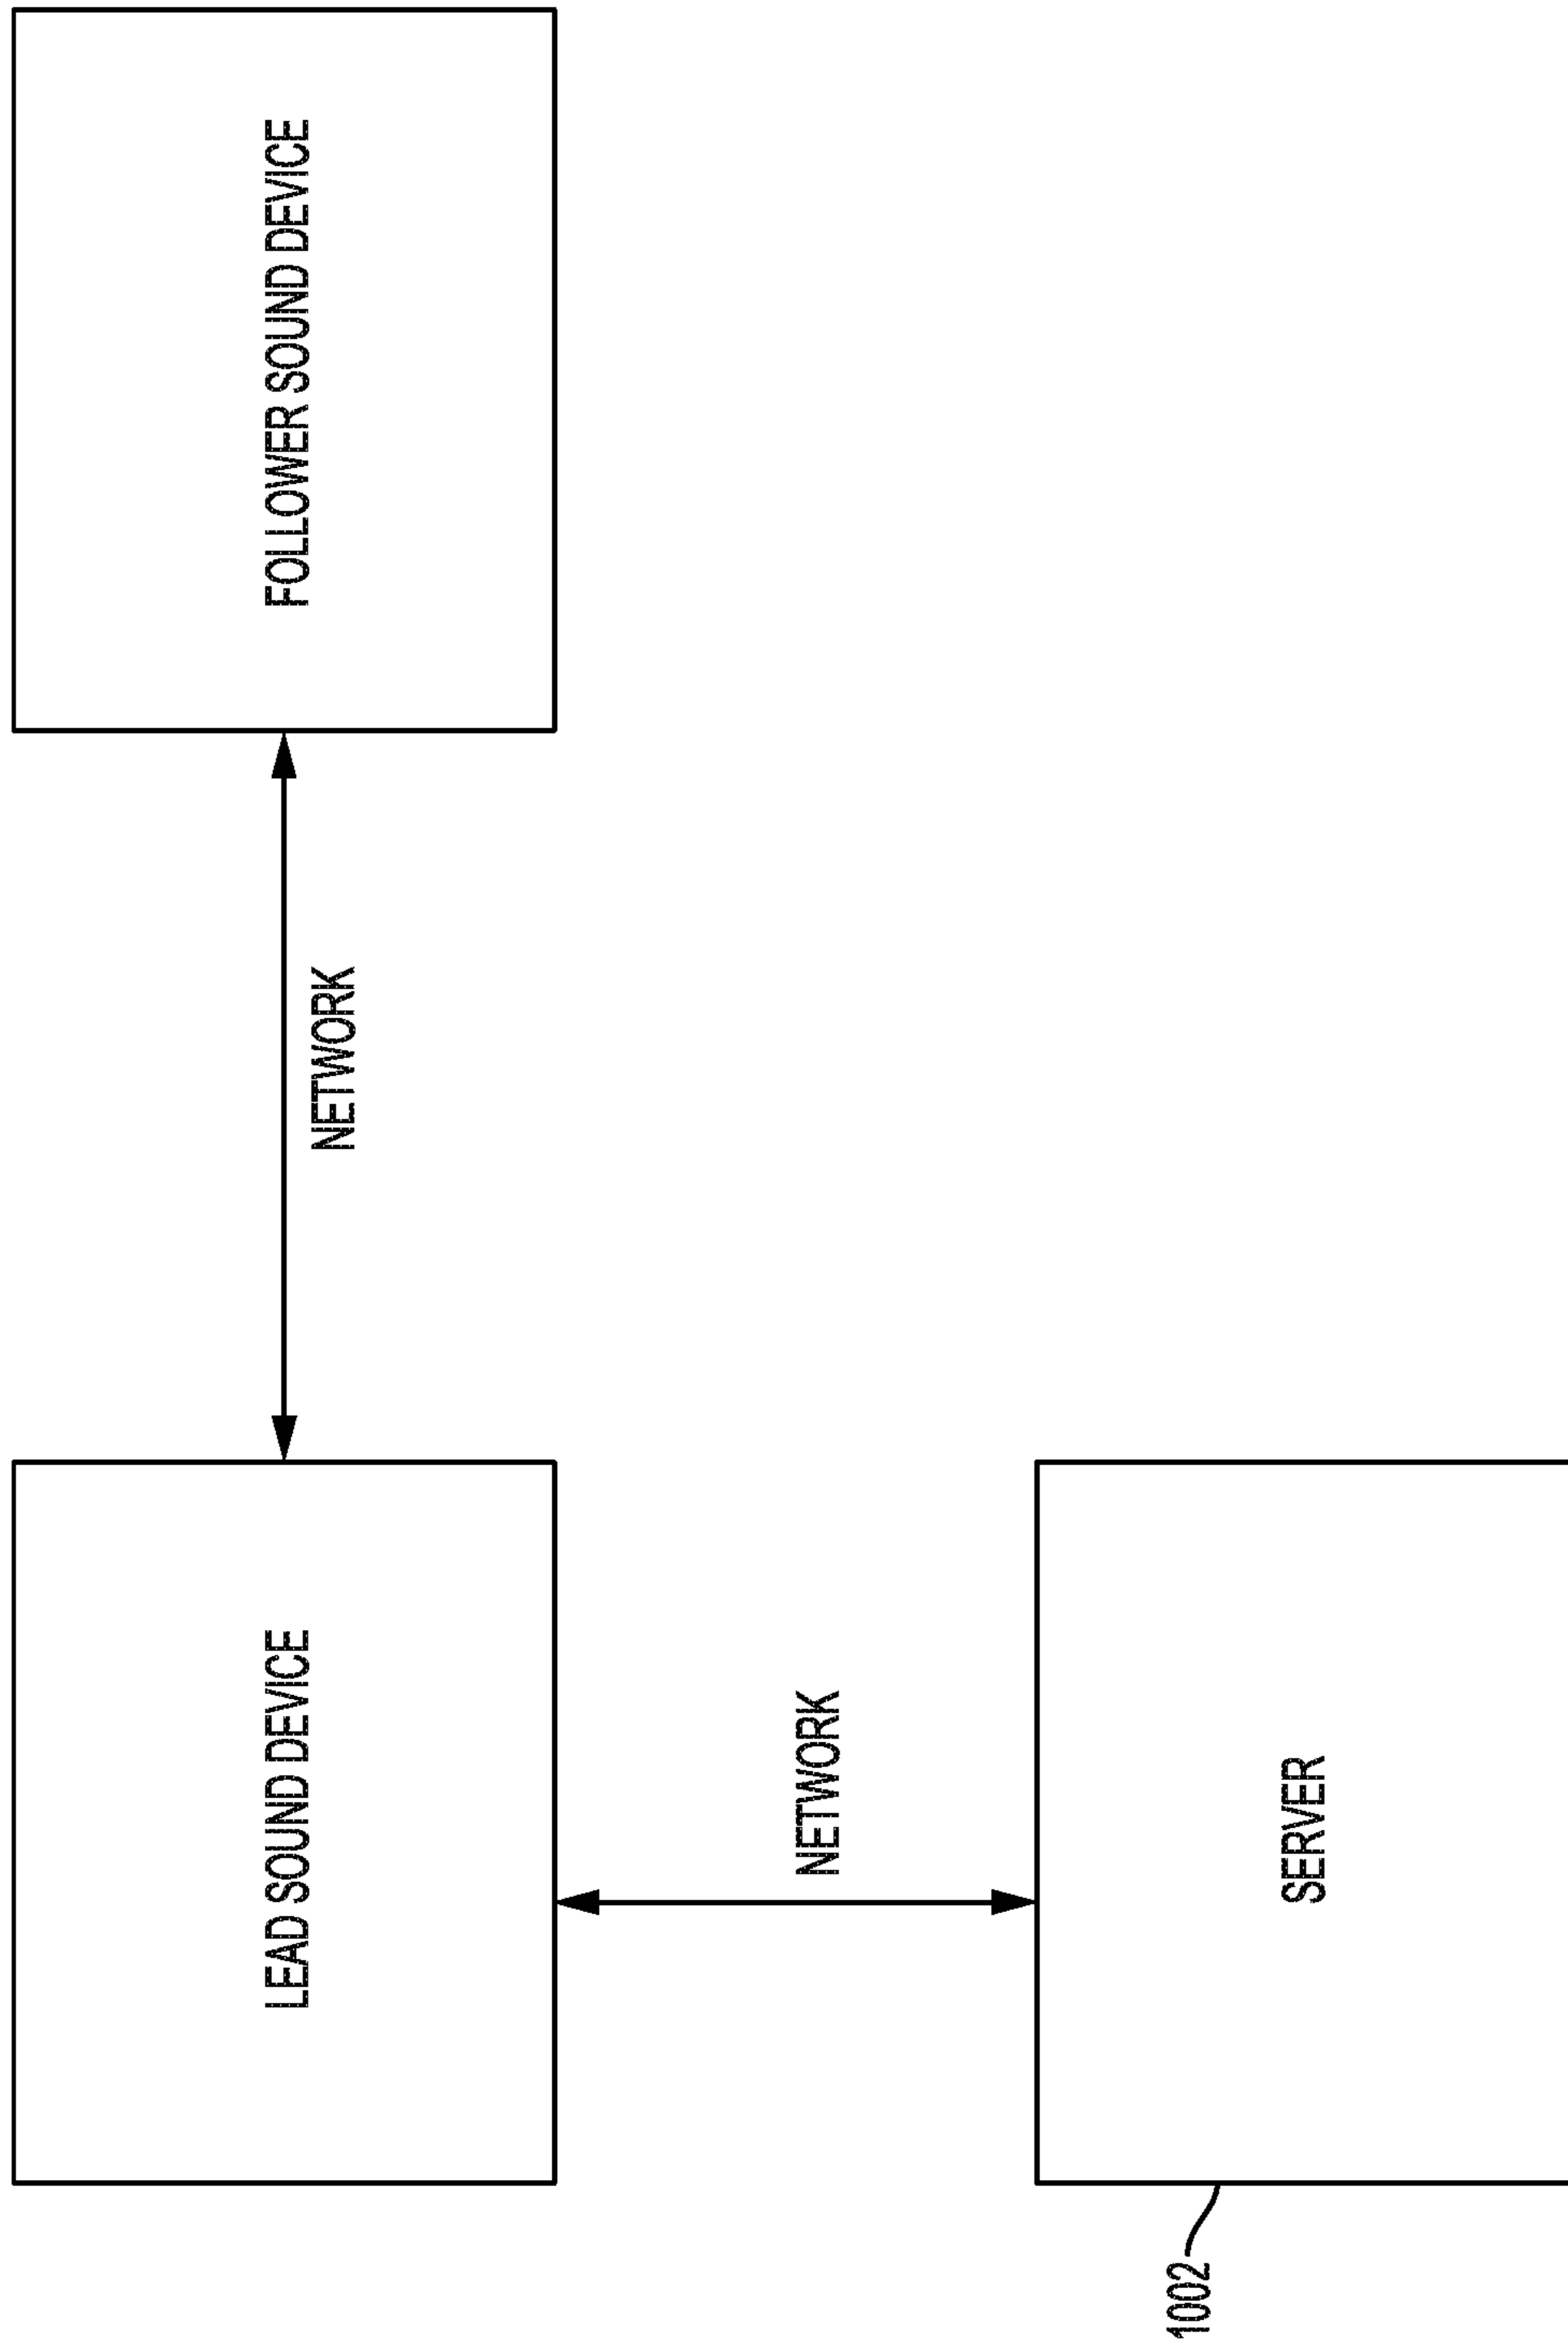 LEAD SOUND DEVICE
NETWORK
FOLLOWER SOUND DEVICE
NETWORK
1002
SERVER